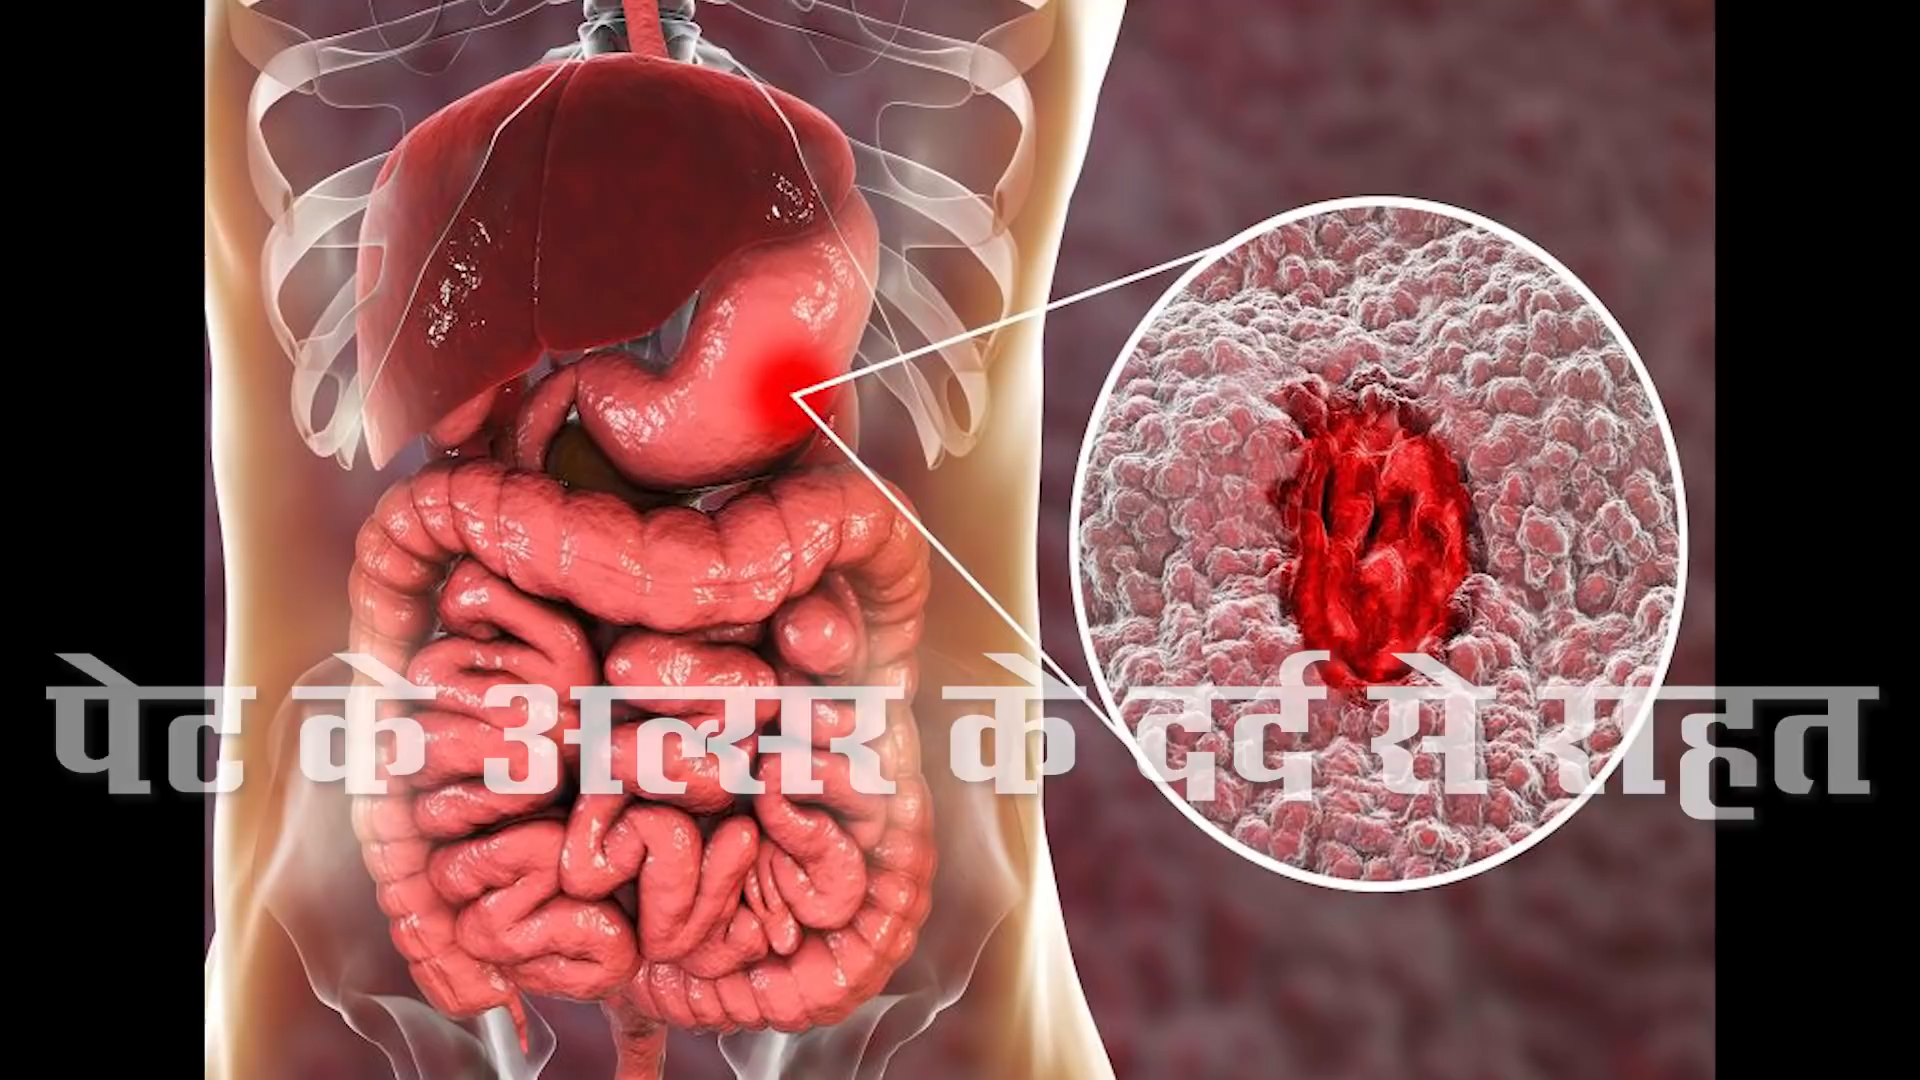 पेट के अल्सर के दर्द से राहत